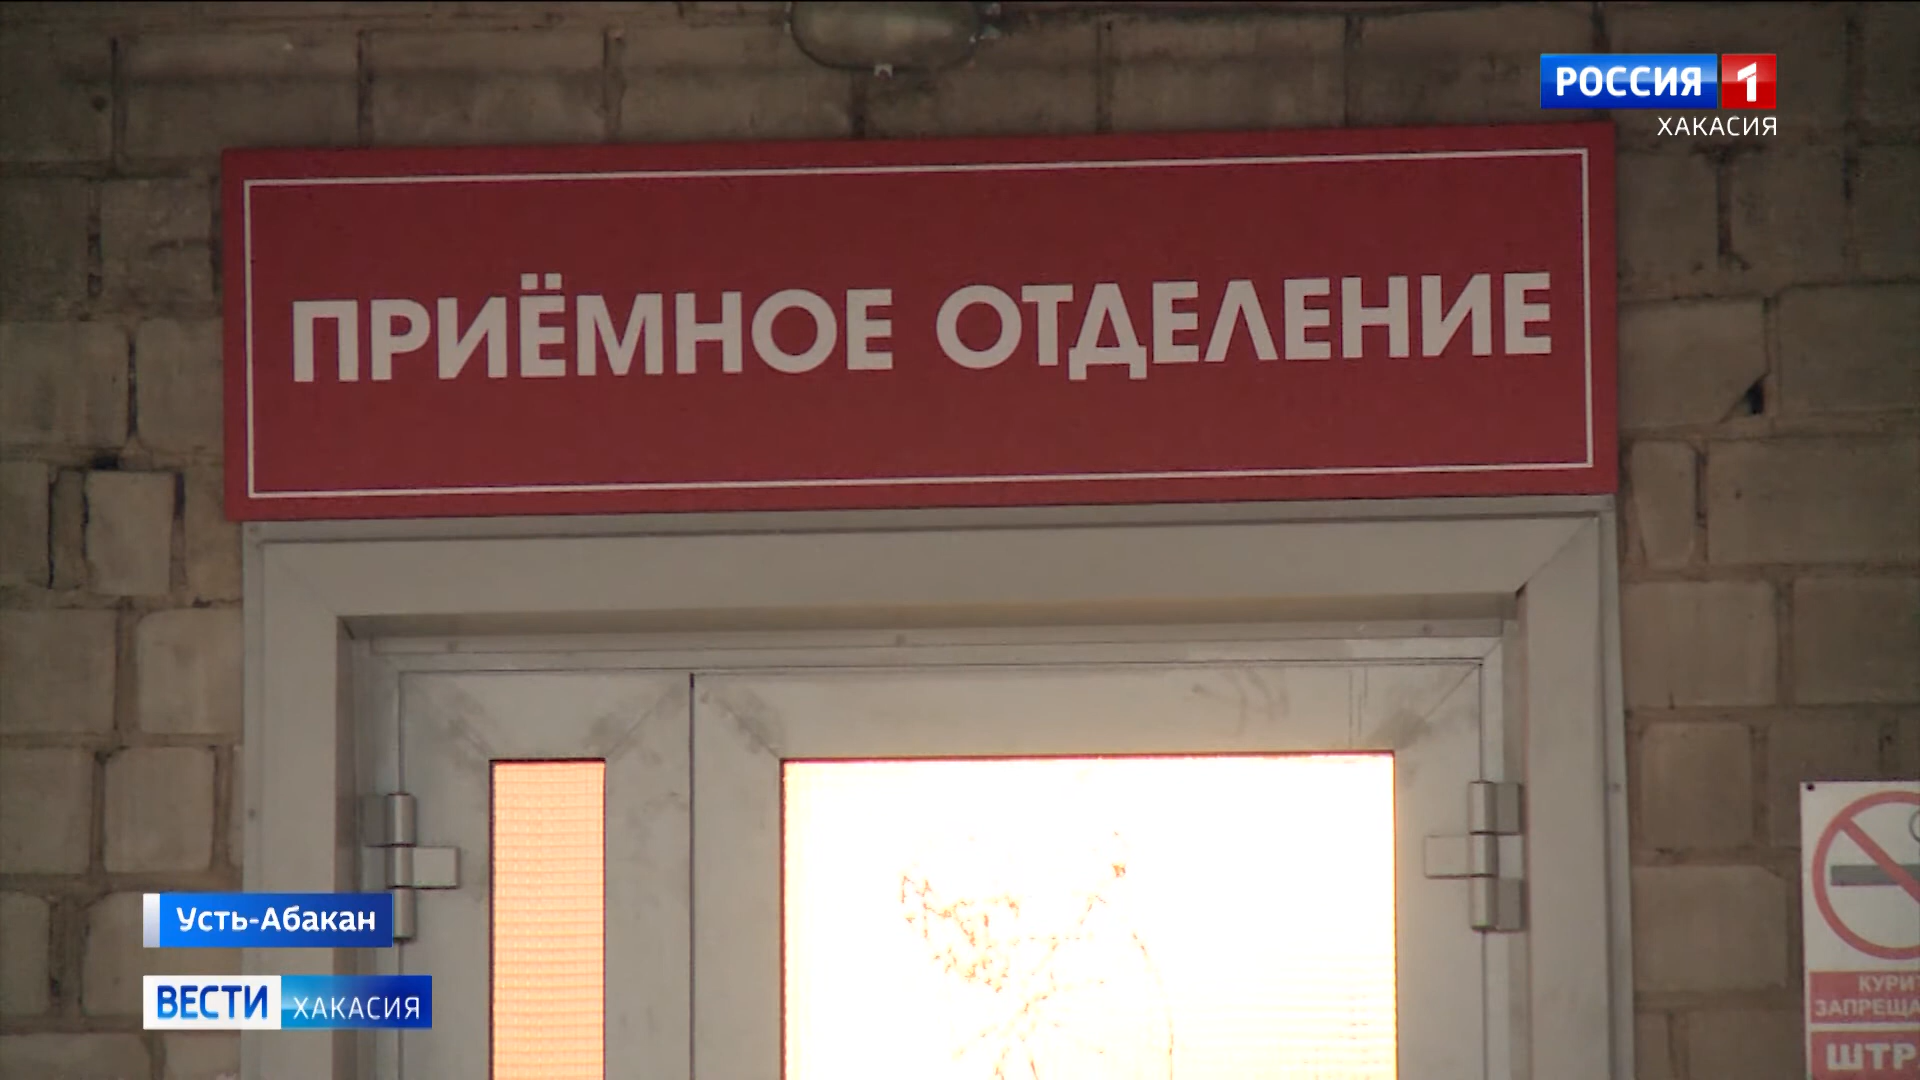 РОССИЯ 1
ХАКАСИЯ
ПРИЁМНОЕ ОТДЕЛЕНИЕ
Усть-Абакан
ВЕСТИ ХАКАСИЯ